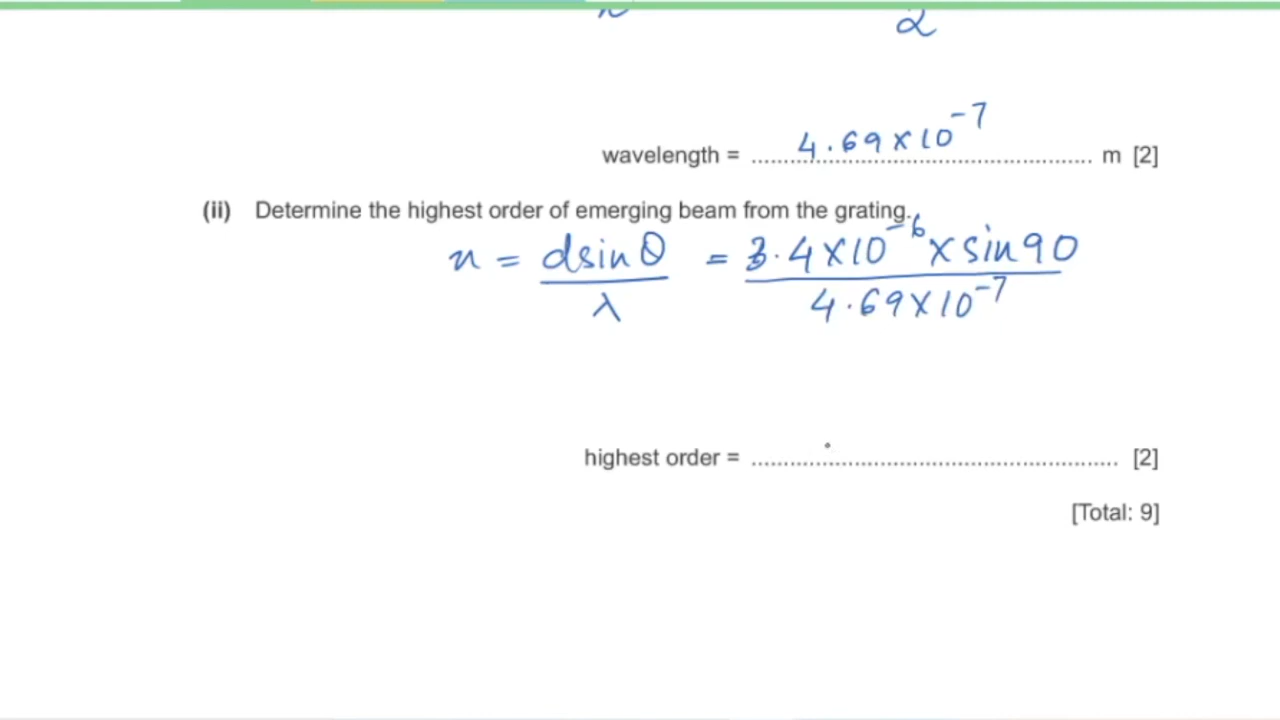 2
wavelength = 4.69 x 10^-7 m [2]
(ii) Determine the highest order of emerging beam from the grating.
n = dsinθ / λ = 3.4 x 10^-6 x sin90 / 4.69 x 10^-7
highest order = [2]
[Total: 9]